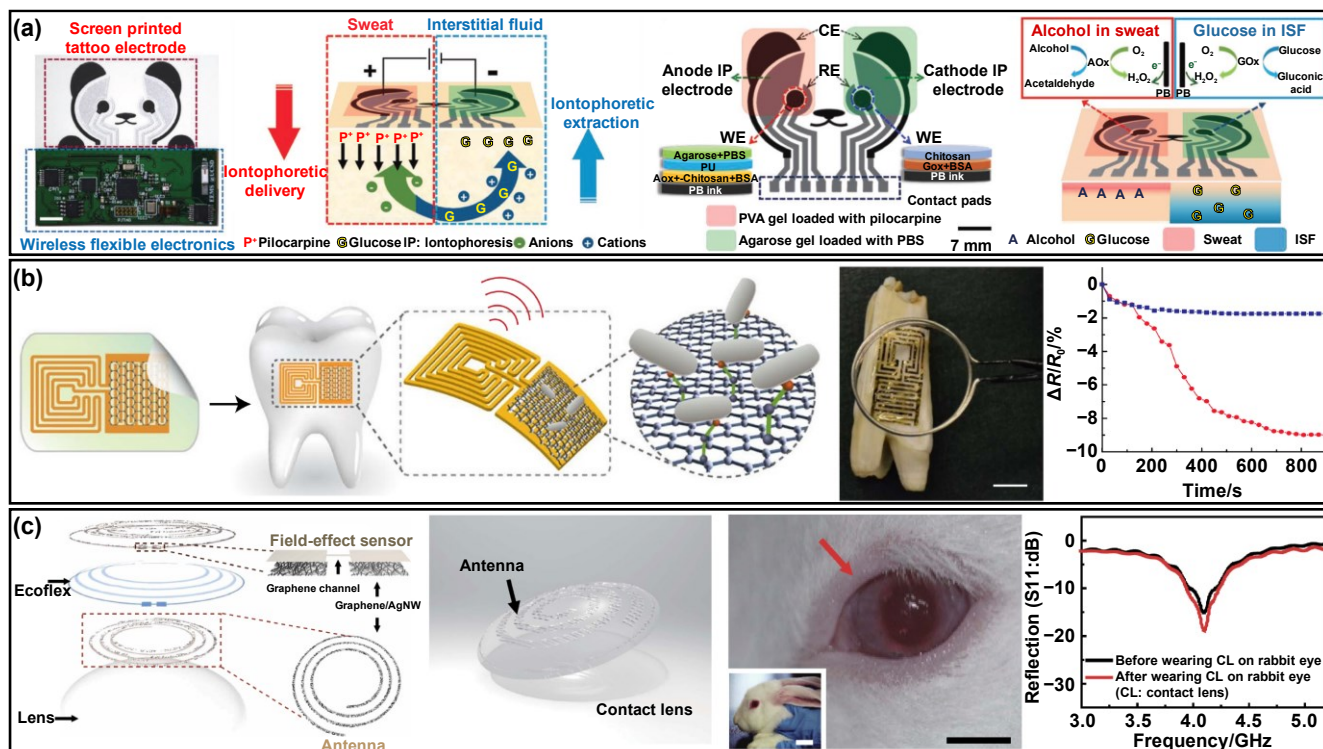 (a)
Screen printed
tattoo electrode
Wireless flexible electronics
Iontophoretic
delivery
Sweat
Interstitial fluid
+
-
P+ P+ P+ P+ P+
G G G G
G
G
G
Iontophoretic
extraction
P+ Pilocarpine G Glucose IP: Iontophoresis - Anions + Cations
CE
RE
Anode IP
electrode
Cathode IP
electrode
WE
WE
Agarose+PBS
PU
Aox+-Chitosan+BSA
PB ink
Chitosan
Gox+BSA
PB ink
Contact pads
PVA gel loaded with pilocarpine
Agarose gel loaded with PBS
7 mm
Alcohol in sweat
Glucose in ISF
Alcohol
AOx
Acetaldehyde
O2
e-
H2O2
PB
PB
O2
e-
H2O2
GOx
Glucose
Gluconic
acid
A A A A
G G
G
G G
A Alcohol G Glucose Sweat ISF
(b)
ΔR/R0/%
0
−2
−4
−6
−8
−10
0 200 400 600 800
Time/s
(c)
Ecoflex
Lens
Field-effect sensor
Graphene channel
Graphene/AgNW
Antenna
Antenna
Contact lens
Reflection (S11:dB)
0
−10
−20
−30
Before wearing CL on rabbit eye
After wearing CL on rabbit eye
(CL: contact lens)
3.0 3.5 4.0 4.5 5.0
Frequency/GHz